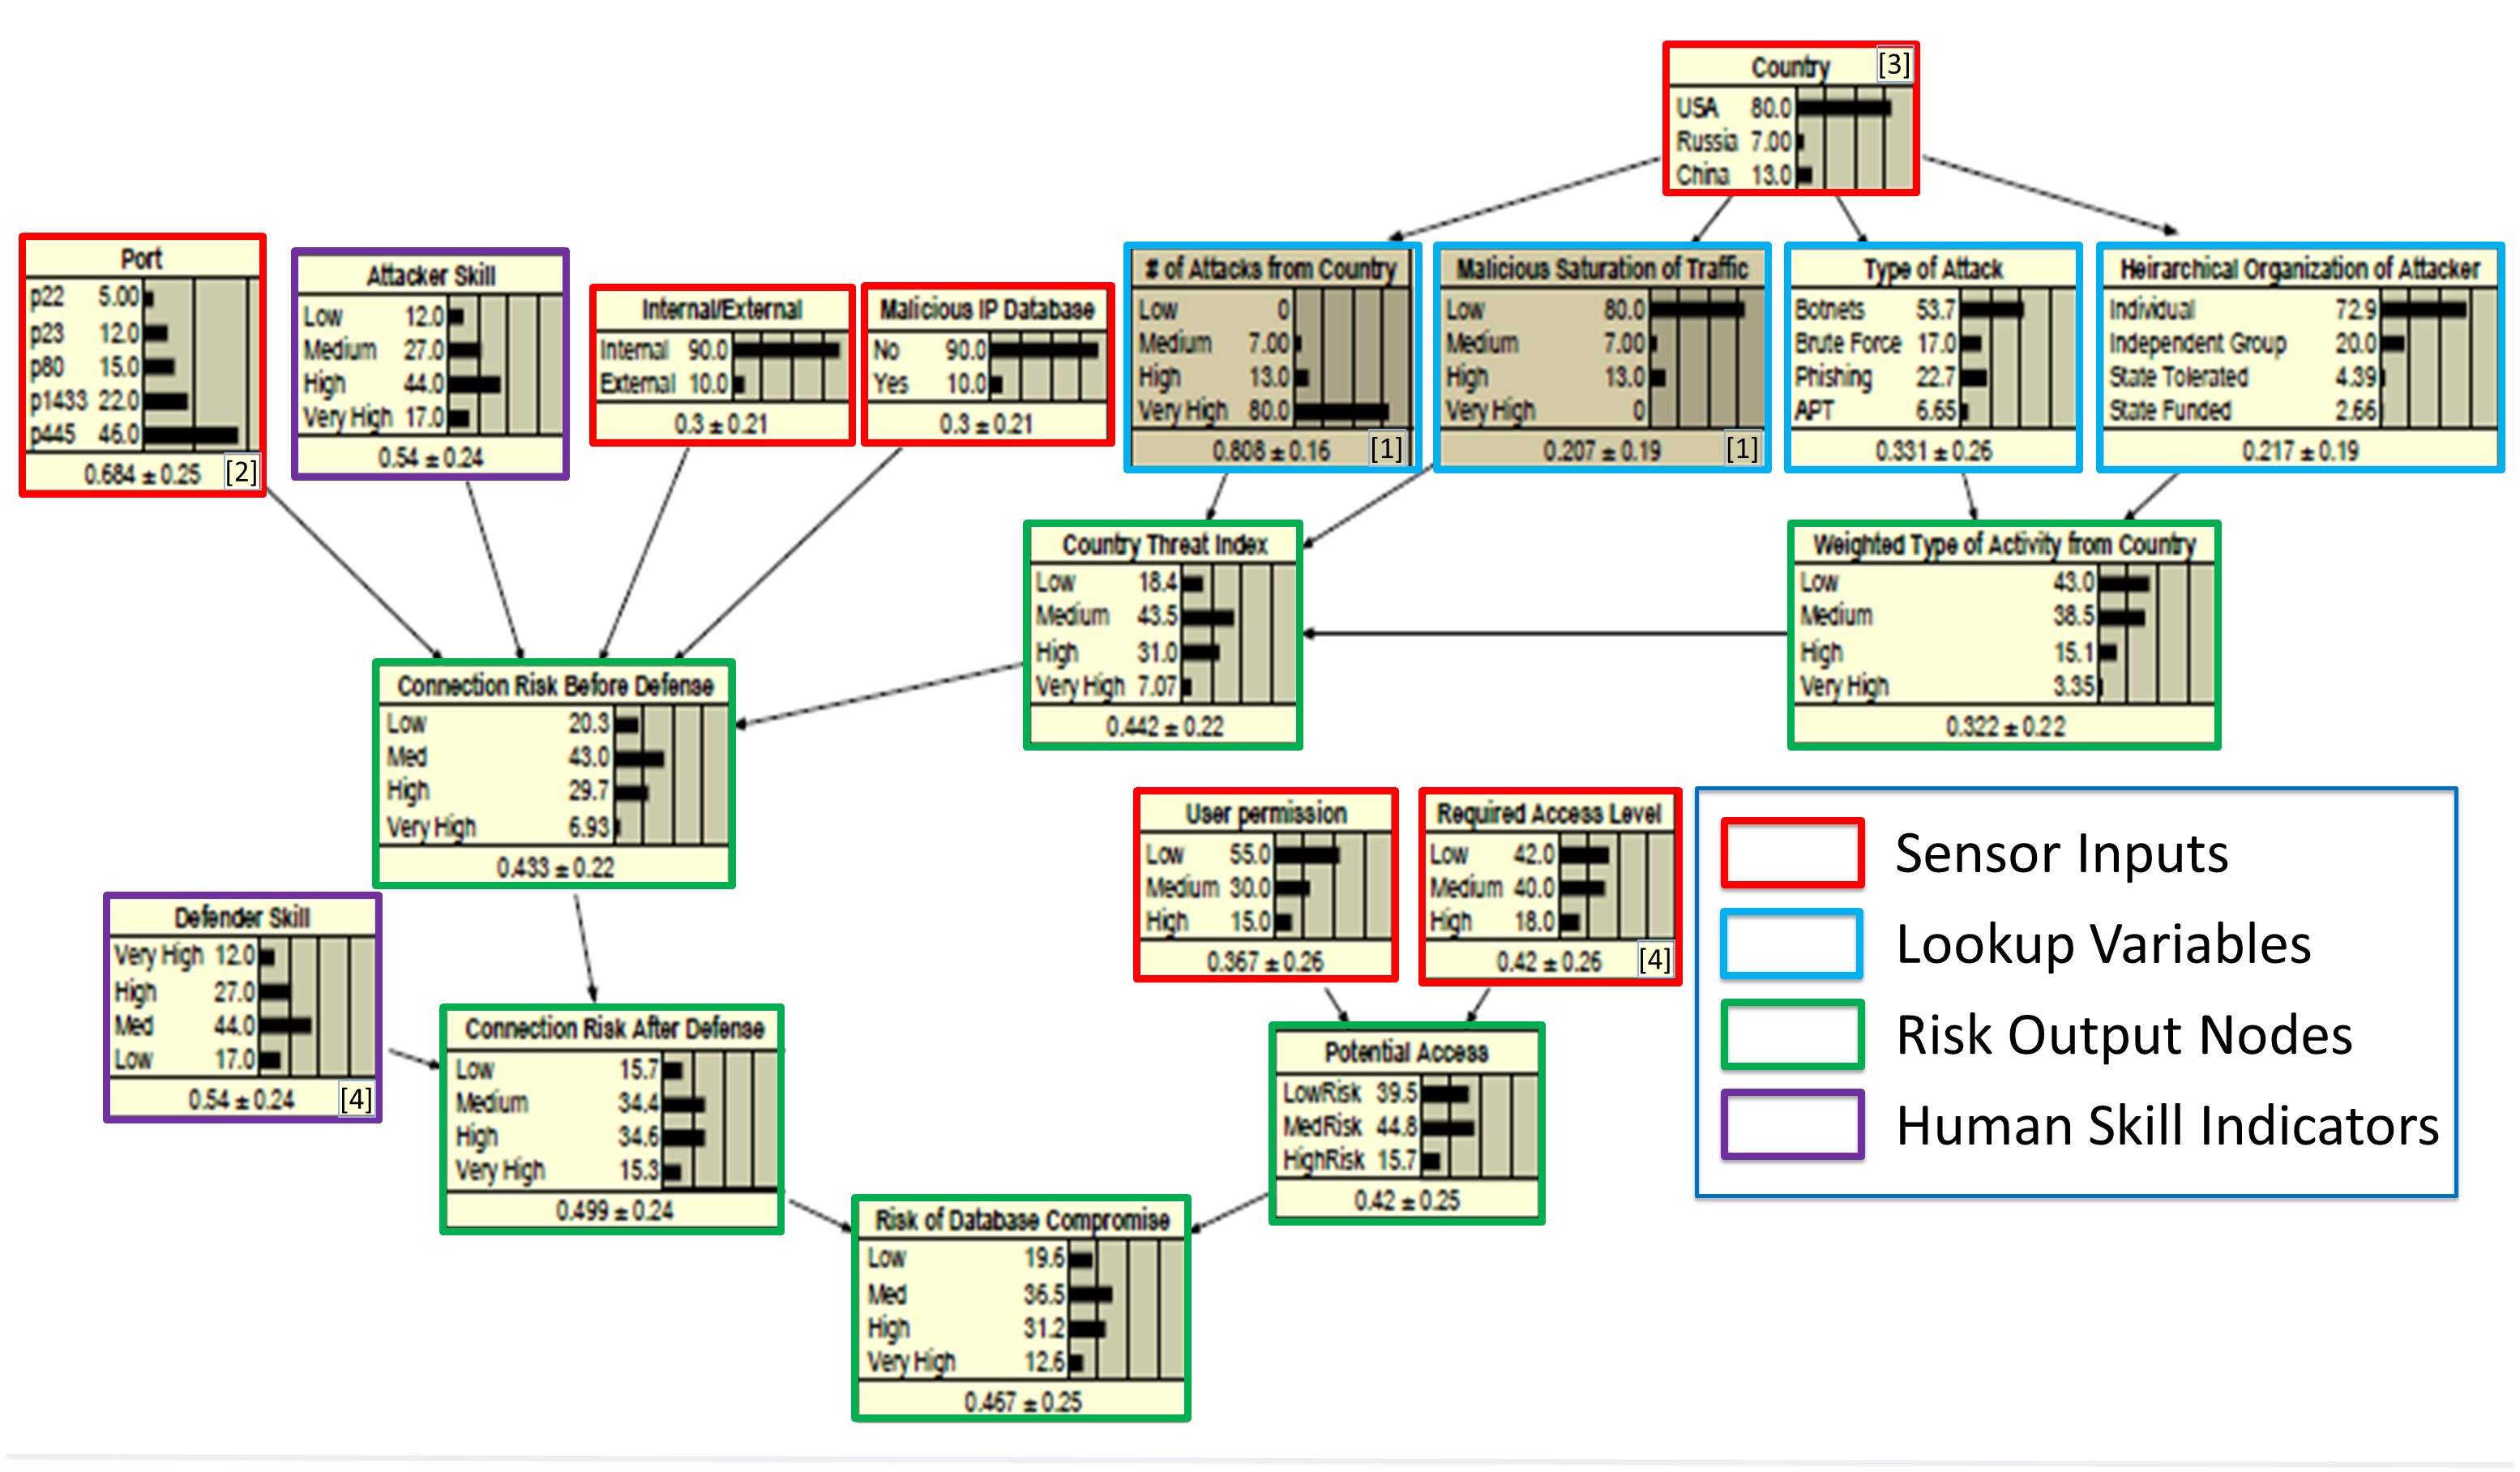 Country [3]
USA 80.0
Russia 7.00
China 13.0
Port
p22 5.00
p23 12.0
p80 15.0
p1433 22.0
p445 46.0
0.684 ± 0.25 [2]
Attacker Skill
Low 12.0
Medium 27.0
High 44.0
Very High 17.0
0.54 ± 0.24
Internal/External
Internal 90.0
External 10.0
0.3 ± 0.21
Malicious IP Database
No 90.0
Yes 10.0
0.3 ± 0.21
# of Attacks from Country
Low 0
Medium 7.00
High 13.0
Very High 80.0
0.808 ± 0.16 [1]
Malicious Saturation of Traffic
Low 80.0
Medium 7.00
High 13.0
Very High 0
0.207 ± 0.19 [1]
Type of Attack
Botnets 53.7
Brute Force 17.0
Phishing 22.7
APT 6.65
0.331 ± 0.26
Heirarchical Organization of Attacker
Individual 72.9
Independent Group 20.0
State Tolerated 4.39
State Funded 2.66
0.217 ± 0.19
Country Threat Index
Low 18.4
Medium 43.5
High 31.0
Very High 7.07
0.442 ± 0.22
Weighted Type of Activity from Country
Low 43.0
Medium 38.5
High 15.1
Very High 3.35
0.322 ± 0.22
Connection Risk Before Defense
Low 20.3
Med 43.0
High 29.7
Very High 6.93
0.433 ± 0.22
User permission
Low 55.0
Medium 30.0
High 15.0
0.367 ± 0.26
Required Access Level
Low 42.0
Medium 40.0
High 18.0
0.42 ± 0.26 [4]
Sensor Inputs
Lookup Variables
Risk Output Nodes
Human Skill Indicators
Defender Skill
Very High 12.0
High 27.0
Med 44.0
Low 17.0
0.54 ± 0.24 [4]
Connection Risk After Defense
Low 15.7
Medium 34.4
High 34.6
Very High 15.3
0.499 ± 0.24
Potential Access
LowRisk 39.5
MedRisk 44.8
HighRisk 15.7
0.42 ± 0.25
Risk of Database Compromise
Low 19.6
Med 36.5
High 31.2
Very High 12.6
0.467 ± 0.25